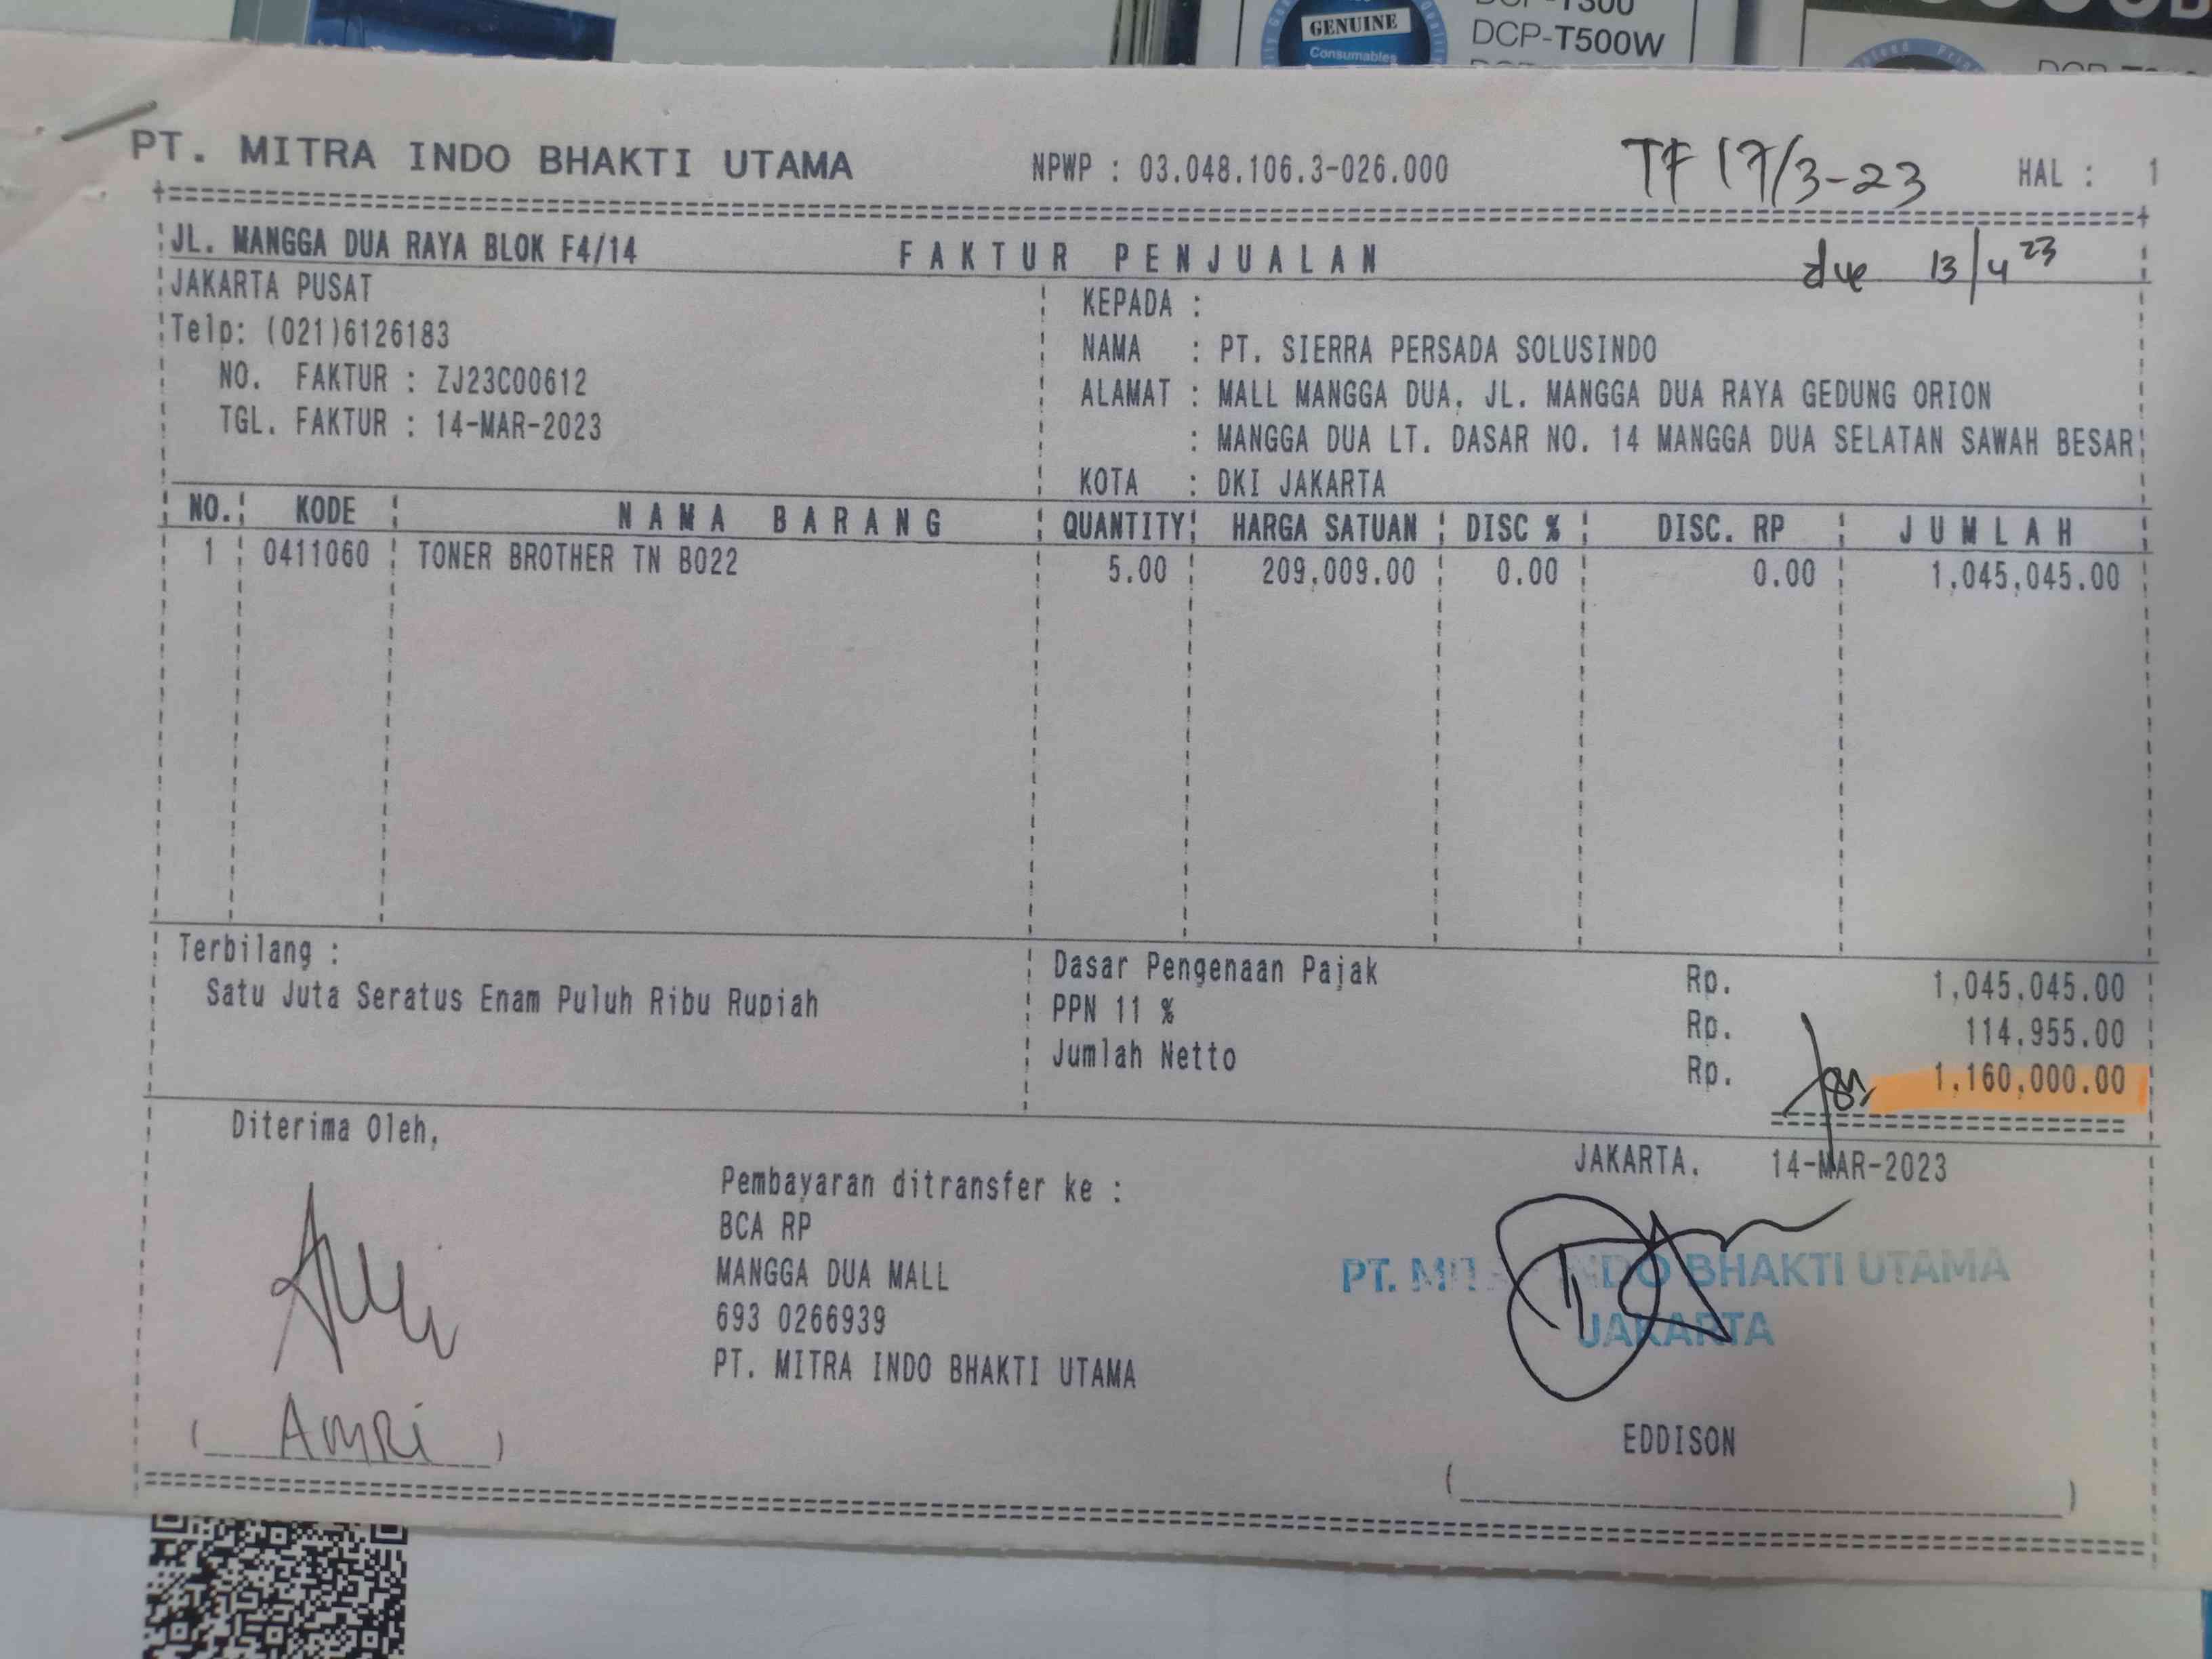 GENUINE
Consumables
DCP-T300
DCP-T500W
PT. MITRA INDO BHAKTI UTAMA NPWP : 03.048.106.3-026.000 TF 17/3-23 HAL : 1
JL. MANGGA DUA RAYA BLOK F4/14 FAKTUR PENJUALAN due 13/4 23
JAKARTA PUSAT
Telp: (021)6126183
NO. FAKTUR : ZJ23C00612
TGL. FAKTUR : 14-MAR-2023
KEPADA :
NAMA : PT. SIERRA PERSADA SOLUSINDO
ALAMAT : MALL MANGGA DUA, JL. MANGGA DUA RAYA GEDUNG ORION
: MANGGA DUA LT. DASAR NO. 14 MANGGA DUA SELATAN SAWAH BESAR
KOTA : DKI JAKARTA
NO. KODE NAMA BARANG QUANTITY HARGA SATUAN DISC % DISC. RP JUMLAH
1 0411060 TONER BROTHER TN B022 5.00 209,009.00 0.00 0.00 1,045,045.00
Terbilang :
Satu Juta Seratus Enam Puluh Ribu Rupiah
Dasar Pengenaan Pajak Rp. 1,045,045.00
PPN 11 % Rp. 114,955.00
Jumlah Netto Rp. 1,160,000.00
Diterima Oleh,
(AMRi)
Pembayaran ditransfer ke :
BCA RP
MANGGA DUA MALL
693 0266939
PT. MITRA INDO BHAKTI UTAMA
JAKARTA, 14-MAR-2023
PT. MITRA INDO BHAKTI UTAMA
JAKARTA
EDDISON